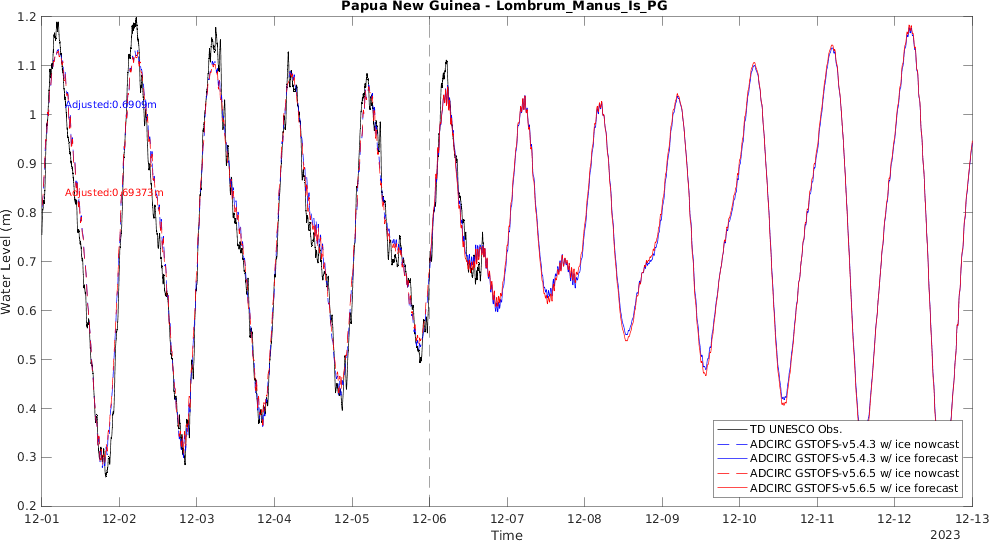 Papua New Guinea - Lombrum_Manus_Is_PG
1.2
1.1
1
0.9
0.8
0.7
0.6
0.5
0.4
0.3
0.2
Water Level (m)
Adjusted:0.6909m
Adjusted:0.69373m
TD UNESCO Obs.
ADCIRC GSTOFS-v5.4.3 w/ ice nowcast
ADCIRC GSTOFS-v5.4.3 w/ ice forecast
ADCIRC GSTOFS-v5.6.5 w/ ice nowcast
ADCIRC GSTOFS-v5.6.5 w/ ice forecast
12-01 12-02 12-03 12-04 12-05 12-06 12-07 12-08 12-09 12-10 12-11 12-12 12-13
Time
2023